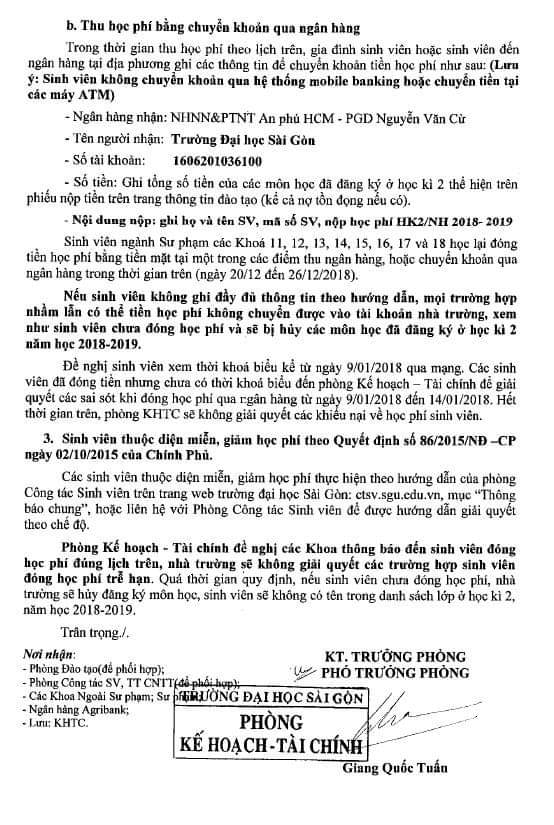 b. Thu học phí bằng chuyển khoản qua ngân hàng
Trong thời gian thu học phí theo lịch trên, gia đình sinh viên hoặc sinh viên đến
ngân hàng tại địa phương ghi các thông tin để chuyển khoản tiền học phí như sau: (Lưu
ý: Sinh viên không chuyển khoản qua hệ thống mobile banking hoặc chuyển tiền tại
các máy ATM)
- Ngân hàng nhận: NHNN&PTNT An phú HCM - PGD Nguyễn Văn Cừ
- Tên người nhận: Trường Đại học Sài Gòn
- Số tài khoản: 1606201036100
- Số tiền: Ghi tổng số tiền của các môn học đã đăng ký ở học kì 2 thể hiện trên
phiếu nộp tiền trên trang thông tin đào tạo (kể cả nợ tồn đọng nếu có).
- Nội dung nộp: ghi họ và tên SV, mã số SV, nộp học phí HK2/NH 2018- 2019
Sinh viên ngành Sư phạm các Khoá 11, 12, 13, 14, 15, 16, 17 và 18 học lại đóng
tiền học phí bằng tiền mặt tại một trong các điểm thu ngân hàng, hoặc chuyển khoản qua
ngân hàng trong thời gian trên (ngày 20/12 đến 26/12/2018).
Nếu sinh viên không ghi đầy đủ thông tin theo hướng dẫn, mọi trường hợp
nhầm lẫn có thể tiền học phí không chuyển được vào tài khoản nhà trường, xem
như sinh viên chưa đóng học phí và sẽ bị hủy các môn học đã đăng ký ở học kì 2
năm học 2018-2019.
Đề nghị sinh viên xem thời khoá biểu kể từ ngày 9/01/2018 qua mạng. Các sinh
viên đã đóng tiền nhưng chưa có thời khoá biểu đến phòng Kế hoạch – Tài chính để giải
quyết các sai sót khi đóng học phí qua ngân hàng từ ngày 9/01/2018 đến 14/01/2018. Hết
thời gian trên, phòng KHTC sẽ không giải quyết các khiếu nại về học phí sinh viên.
3. Sinh viên thuộc diện miễn, giảm học phí theo Quyết định số 86/2015/NĐ –CP
ngày 02/10/2015 của Chính Phủ.
Các sinh viên thuộc diện miễn, giảm học phí thực hiện theo hướng dẫn của phòng
Công tác Sinh viên trên trang web trường đại học Sài Gòn: ctsv.sgu.edu.vn, mục "Thông
báo chung", hoặc liên hệ với Phòng Công tác Sinh viên để được hướng dẫn giải quyết
theo chế độ.
Phòng Kế hoạch - Tài chính đề nghị các Khoa thông báo đến sinh viên đóng
học phí đúng lịch trên, nhà trường sẽ không giải quyết các trường hợp sinh viên
đóng học phí trễ hạn. Quá thời gian quy định, nếu sinh viên chưa đóng học phí, nhà
trường sẽ hủy đăng ký môn học, sinh viên sẽ không có tên trong danh sách lớp ở học kì 2,
năm học 2018-2019.
Trân trọng./.
Nơi nhận:
- Phòng Đào tạo(để phối hợp);
- Phòng Công tác SV, TT CNTT(để phối hợp);
- Các Khoa Ngoài Sư phạm; Sư phạm;
- Ngân hàng Agribank;
- Lưu: KHTC.
KT. TRƯỞNG PHÒNG
PHÓ TRƯỞNG PHÒNG
TRƯỜNG ĐẠI HỌC SÀI GÒN
PHÒNG
KẾ HOẠCH-TÀI CHÍNH
Giang Quốc Tuấn